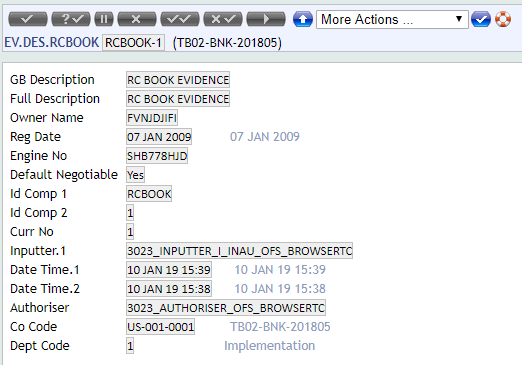 More Actions ...
EV.DES.RCBOOK RCBOOK-1 (TB02-BNK-201805)
GB Description RC BOOK EVIDENCE
Full Description RC BOOK EVIDENCE
Owner Name FVNJDJIFI
Reg Date 07 JAN 2009 07 JAN 2009
Engine No SHB778HJD
Default Negotiable Yes
Id Comp 1 RCBOOK
Id Comp 2 1
Curr No 1
Inputter.1 3023_INPUTTER_I_INAU_OFS_BROWSERTC
Date Time.1 10 JAN 19 15:39 10 JAN 19 15:39
Date Time.2 10 JAN 19 15:38 10 JAN 19 15:38
Authoriser 3023_AUTHORISER_OFS_BROWSERTC
Co Code US-001-0001 TB02-BNK-201805
Dept Code 1 Implementation